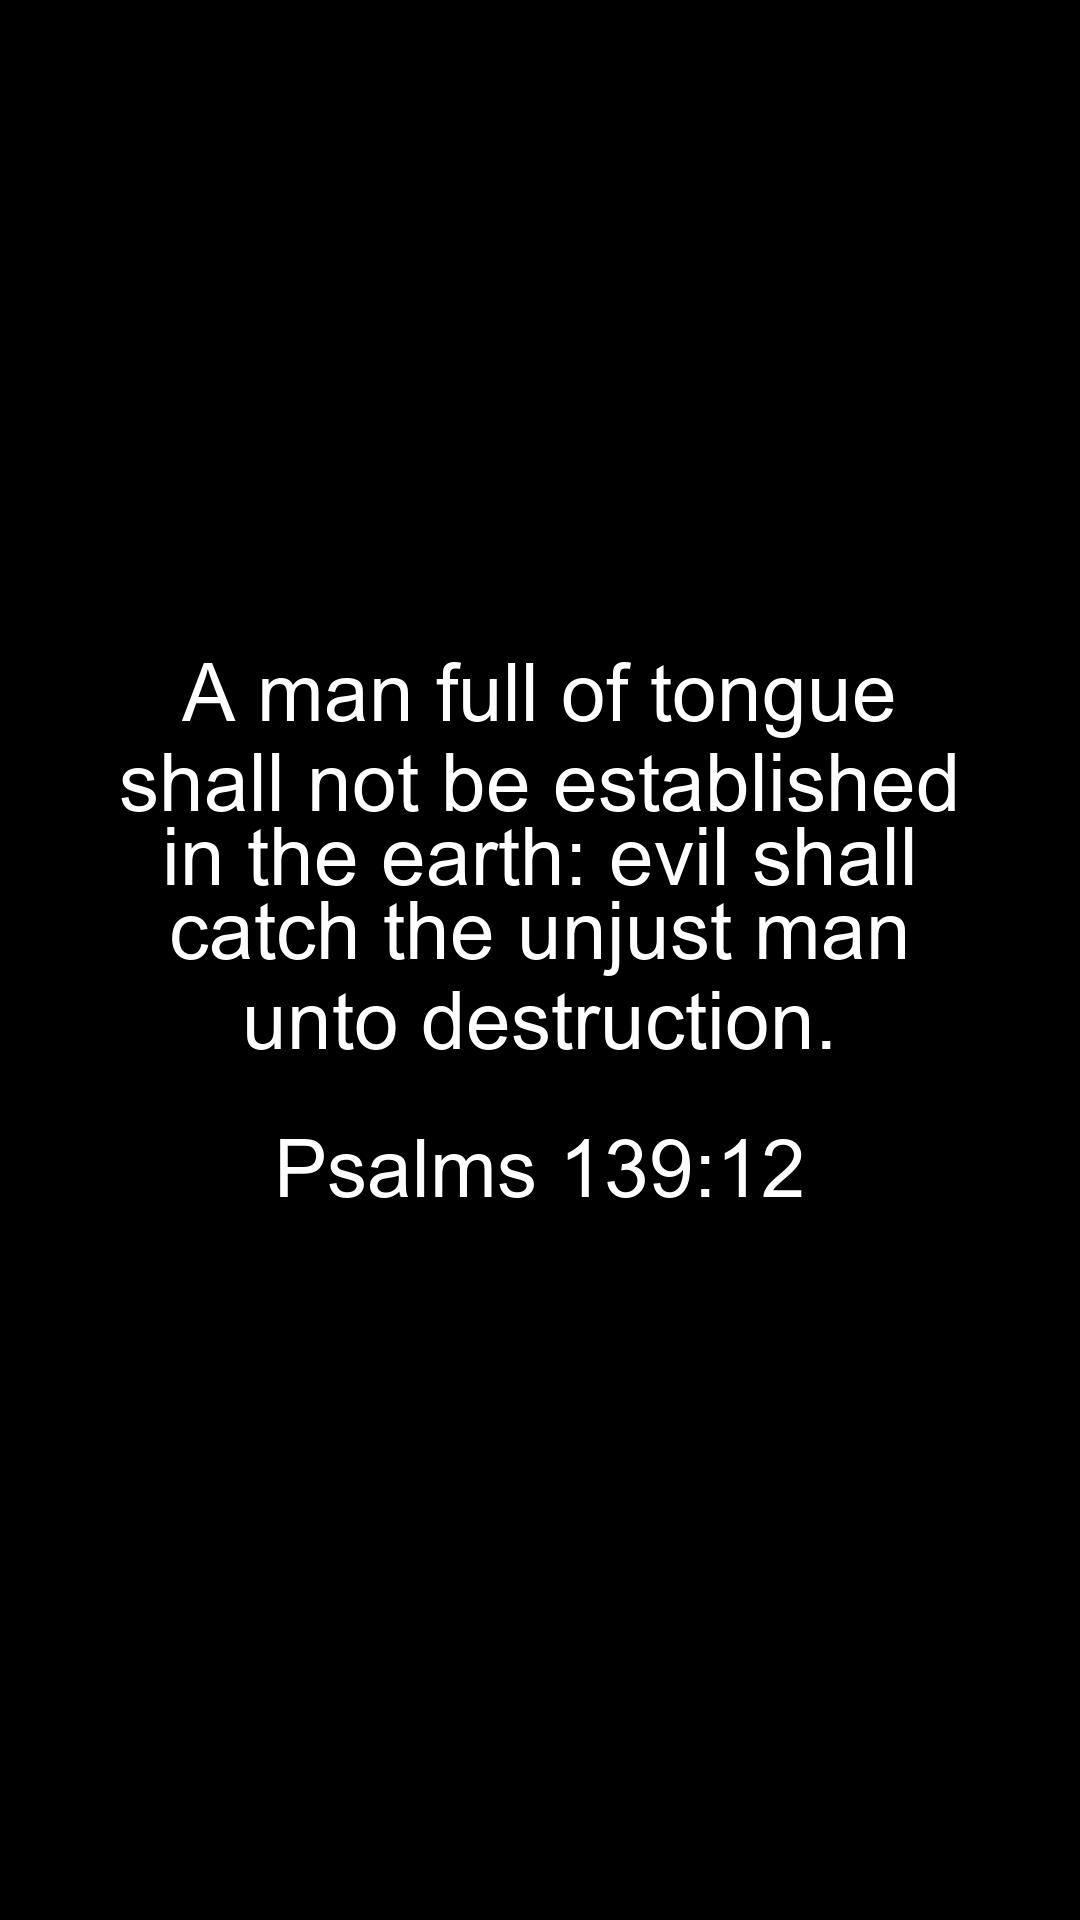 A man full of tongue
shall not be established
in the earth: evil shall
catch the unjust man
unto destruction.
Psalms 139:12